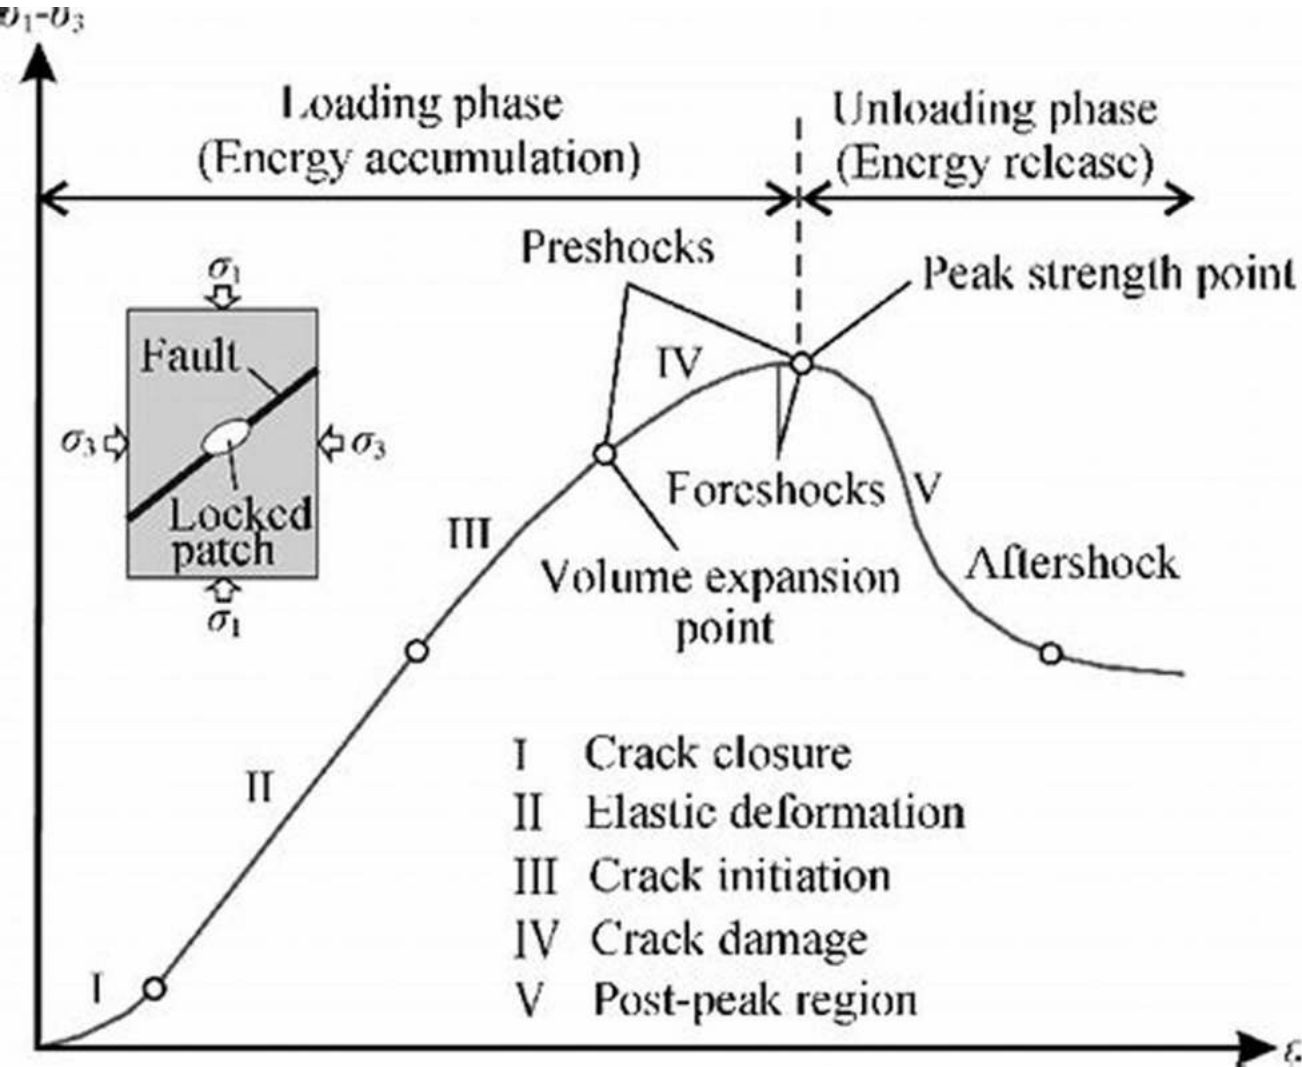 σ1-σ3
Loading phase
(Energy accumulation)
Unloading phase
(Energy release)
Preshocks
Peak strength point
σ1
Fault
IV
σ3
σ3
Foreshocks
V
Locked
patch
III
Volume expansion
point
Aftershock
σ1
II
I Crack closure
II Elastic deformation
III Crack initiation
IV Crack damage
V Post-peak region
I
ε